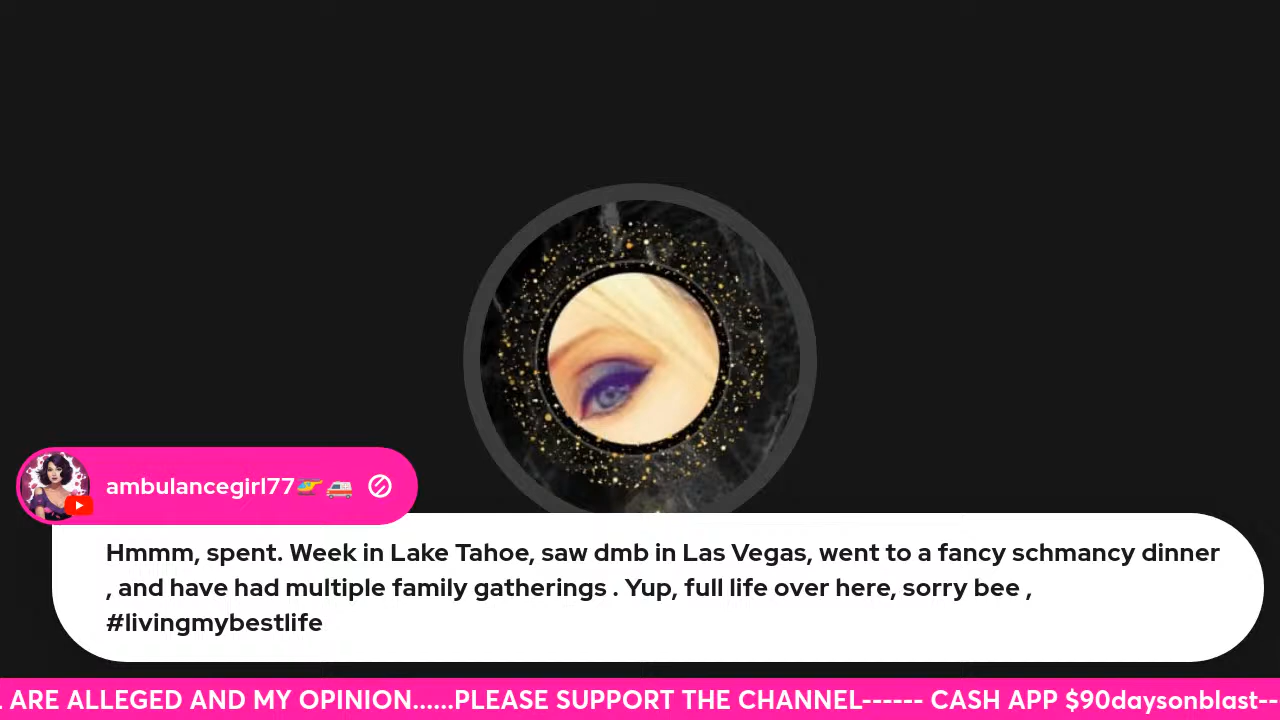 ambulancegirl77🚁🚑
Hmmm, spent. Week in Lake Tahoe, saw dmb in Las Vegas, went to a fancy schmancy dinner
, and have had multiple family gatherings . Yup, full life over here, sorry bee ,
#livingmybestlife
ARE ALLEGED AND MY OPINION......PLEASE SUPPORT THE CHANNEL------ CASH APP $90daysonblast--